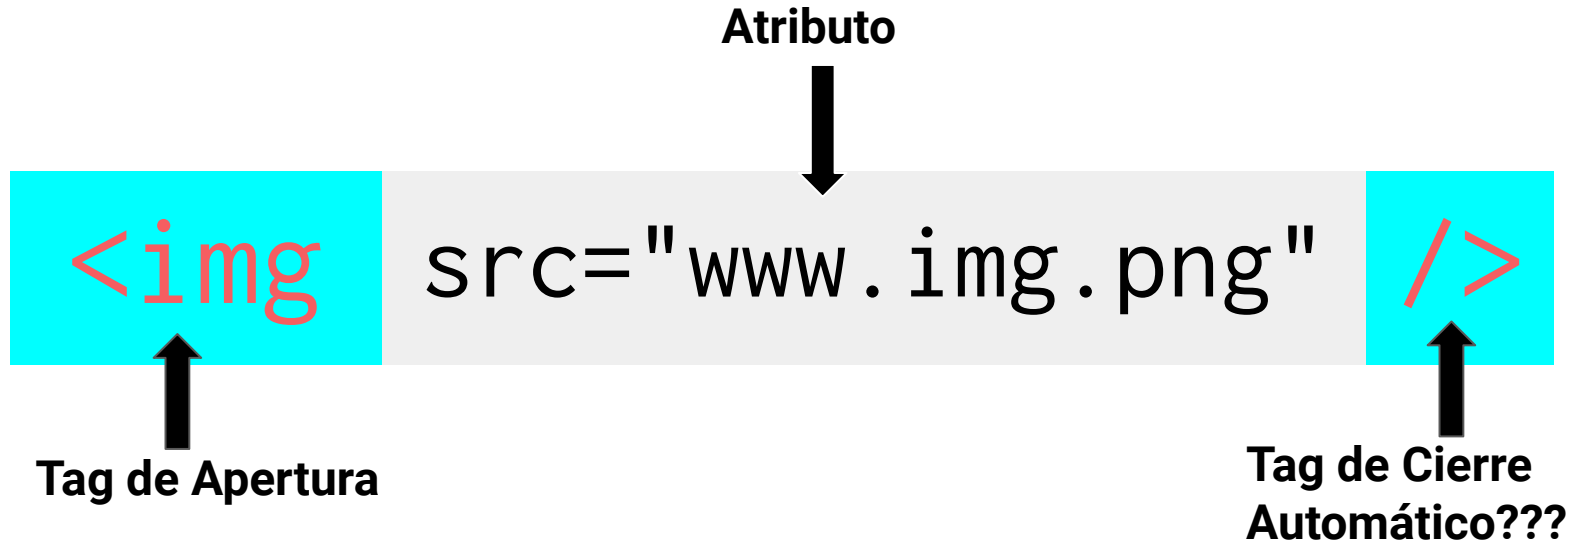 Atributo
<img src="www.img.png" />
Tag de Apertura
Tag de Cierre
Automático???